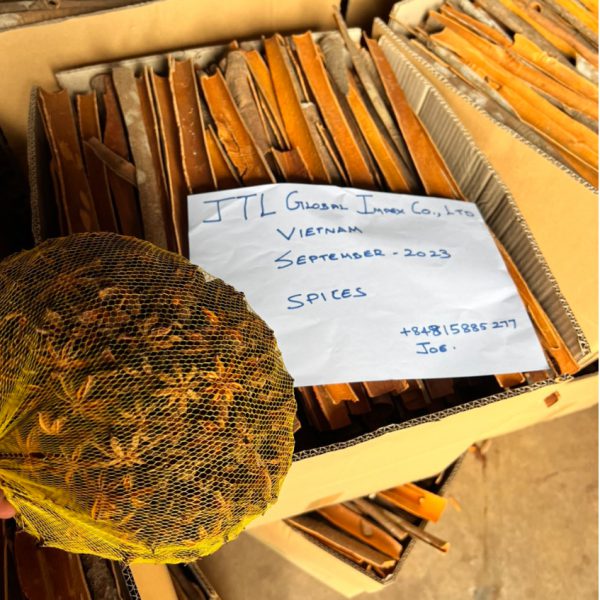 JTL GLOBAL IMPEX CO., LTD
VIETNAM
SEPTEMBER - 2023
SPICES
+84815885277
JOE.